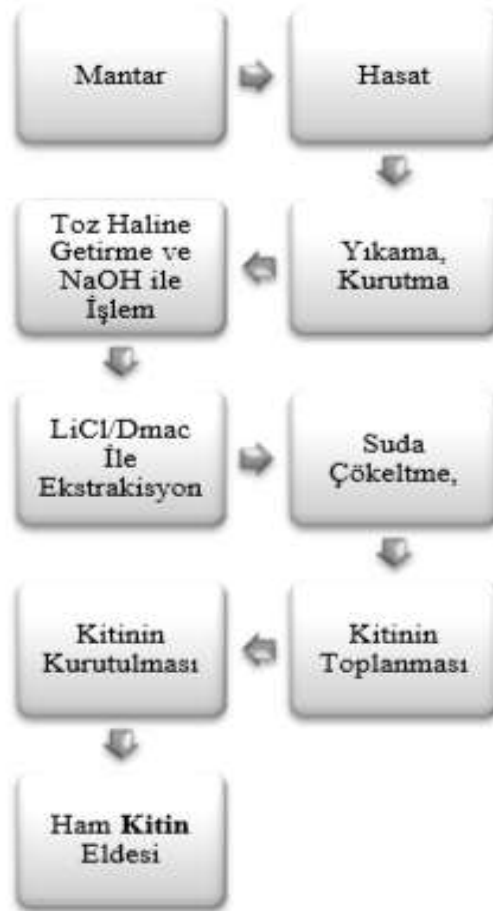 Mantar
Hasat
Yıkama,
Kurutma
Toz Haline
Getirme ve
NaOH ile
İşlem
LiCl/Dmac
İle
Ekstrakisyon
Suda
Çökeltme,
Kitinin
Toplanması
Kitinin
Kurutulması
Ham Kitin
Eldesi